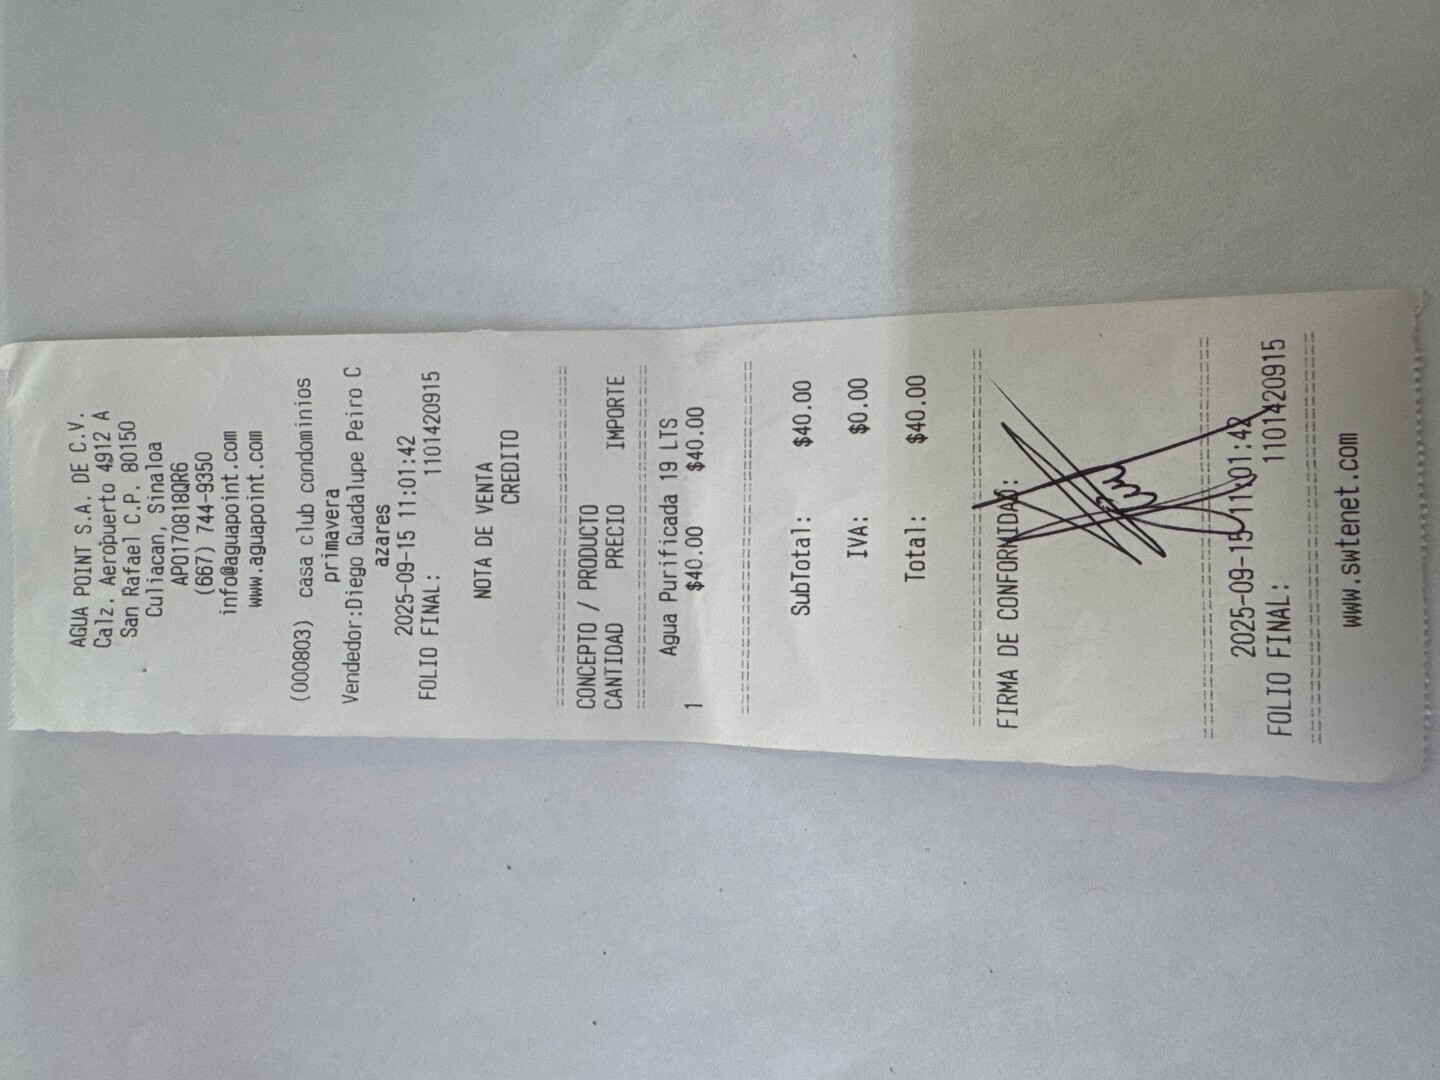 AGUA POINT S.A. DE C.V.
Calz. Aeropuerto 4912 A
San Rafael C.P. 80150
Culiacan, Sinaloa
APO170818QR6
(667) 744-9350
info@aguapoint.com
www.aguapoint.com
(000803) casa club condominios
primavera
Vendedor:Diego Guadalupe Peiro C
azares
2025-09-15 11:01:42
FOLIO FINAL: 1101420915
NOTA DE VENTA
CREDITO
CONCEPTO / PRODUCTO
CANTIDAD PRECIO IMPORTE
Agua Purificada 19 LTS
1 $40.00 $40.00
SubTotal: $40.00
IVA: $0.00
Total: $40.00
FIRMA DE CONFORMIDAD:
2025-09-15 11:01:42
FOLIO FINAL: 1101420915
www.swtenet.com